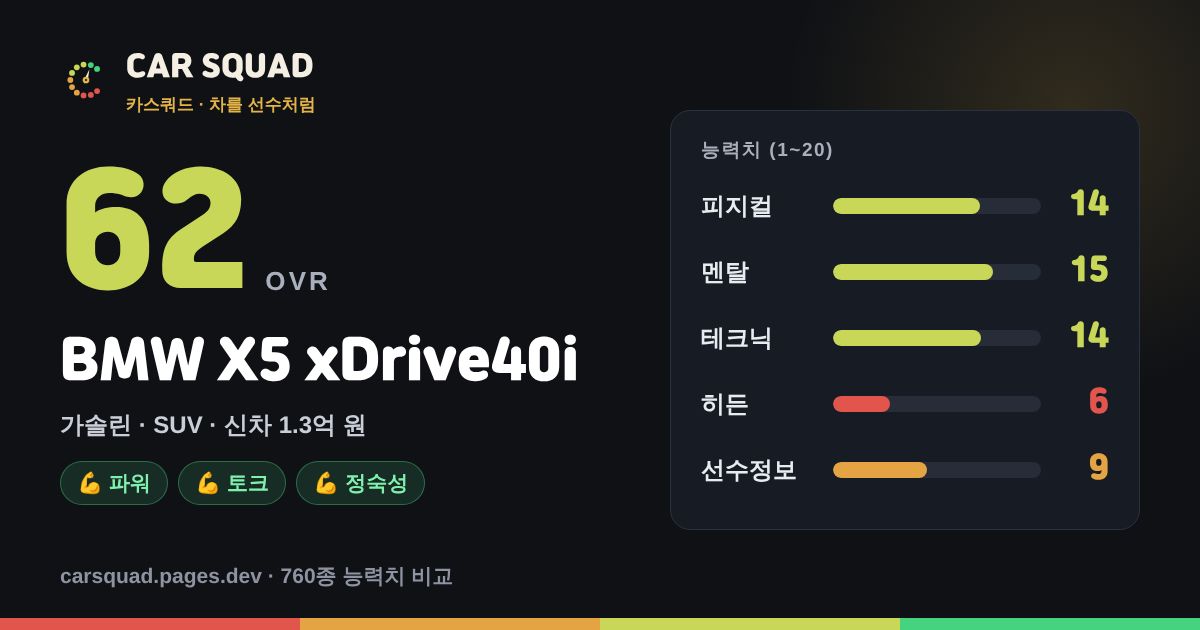 CAR SQUAD
카스쿼드 · 차를 선수처럼
62 OVR
BMW X5 xDrive40i
가솔린 · SUV · 신차 1.3억 원
💪 파워 💪 토크 💪 정숙성
carsquad.pages.dev · 760종 능력치 비교
능력치 (1~20)
피지컬 14
멘탈 15
테크닉 14
히든 6
선수정보 9